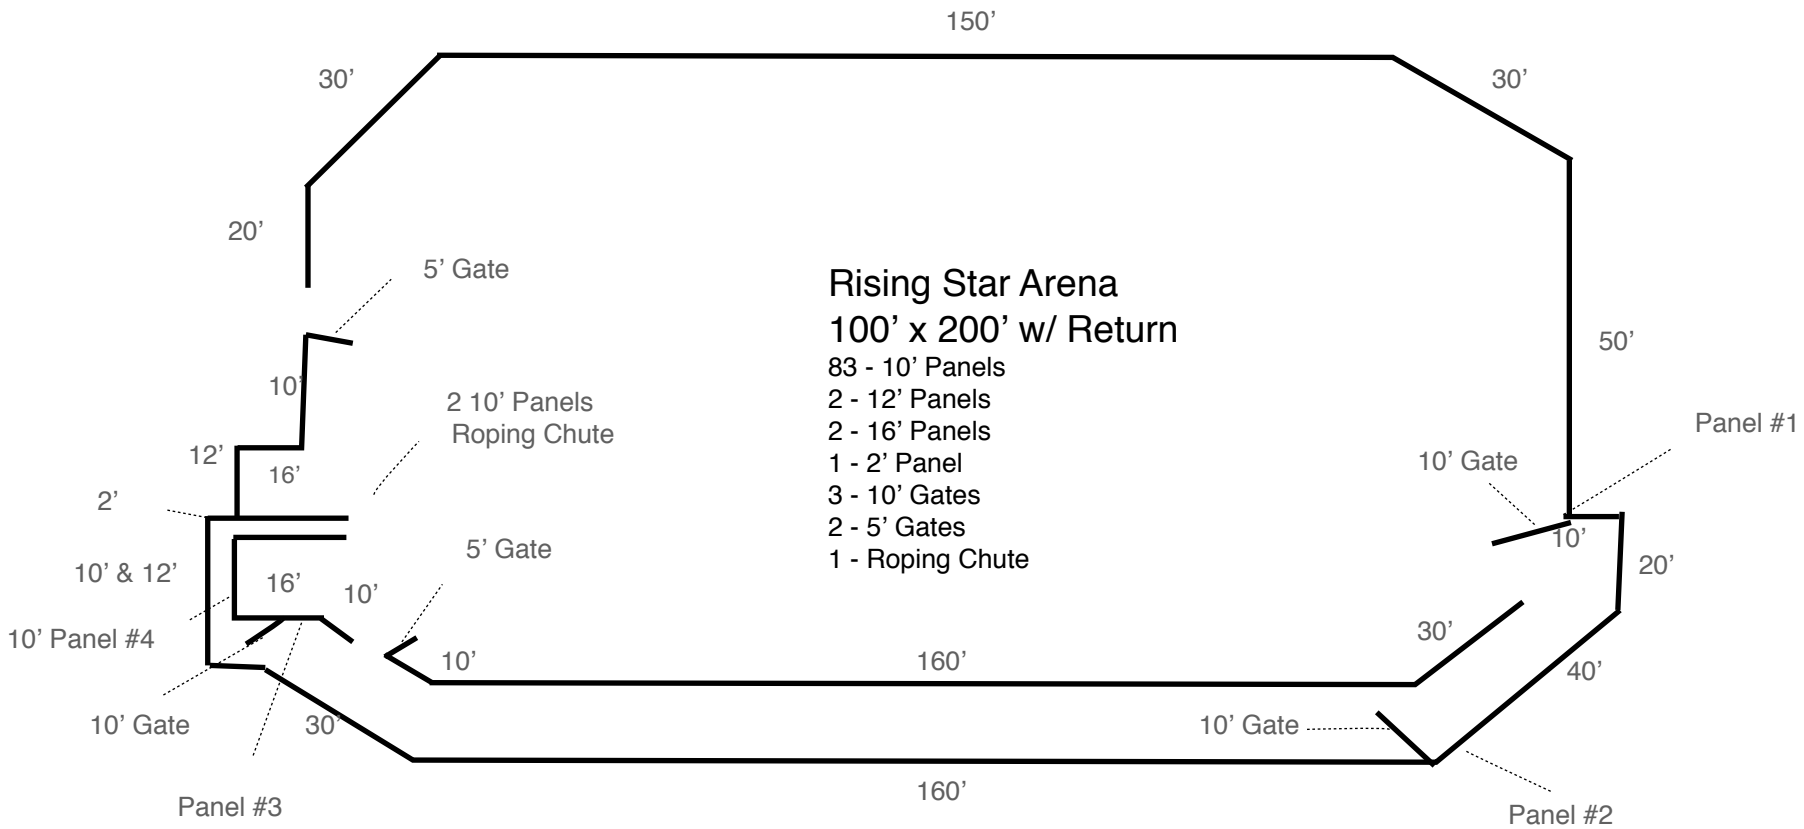 150’
30’
30’
20’
5’ Gate
Rising Star Arena
100’ x 200’ w/ Return
83 - 10’ Panels
2 - 12’ Panels
2 - 16’ Panels
1 - 2’ Panel
3 - 10’ Gates
2 - 5’ Gates
1 - Roping Chute
50’
10’
2 10’ Panels
Roping Chute
Panel #1
12’
16’
10’ Gate
2’
10’
5’ Gate
10’ & 12’
16’
10’
20’
10’ Panel #4
30’
10’
160’
40’
10’ Gate
30’
10’ Gate
160’
Panel #3
Panel #2